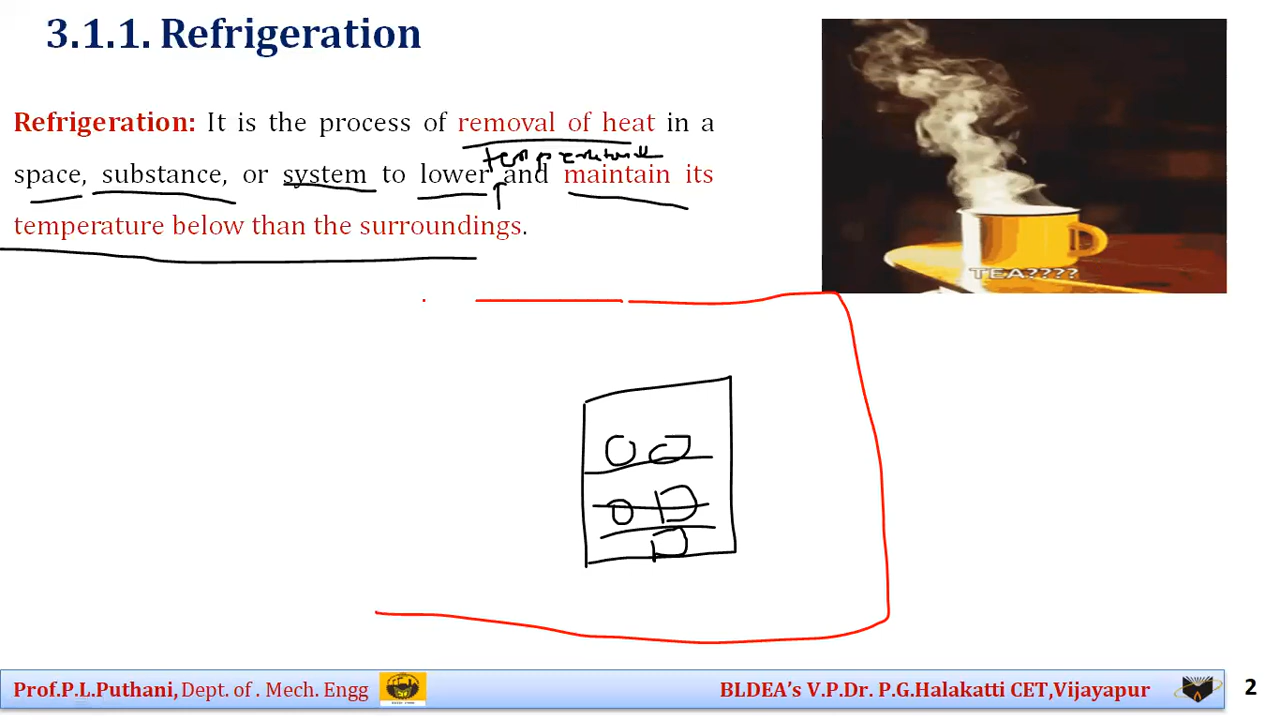 3.1.1. Refrigeration
Refrigeration: It is the process of removal of heat in a
temperature
space, substance, or system to lower and maintain its
temperature below than the surroundings.
TEA????
Prof.P.L.Puthani, Dept. of . Mech. Engg
BLDEA's V.P.Dr. P.G.Halakatti CET,Vijayapur
2